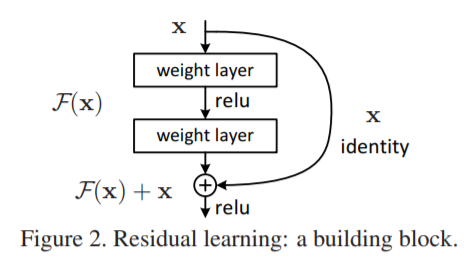 x
weight layer
F(x)
relu
x
weight layer
identity
F(x) + x
relu
Figure 2. Residual learning: a building block.